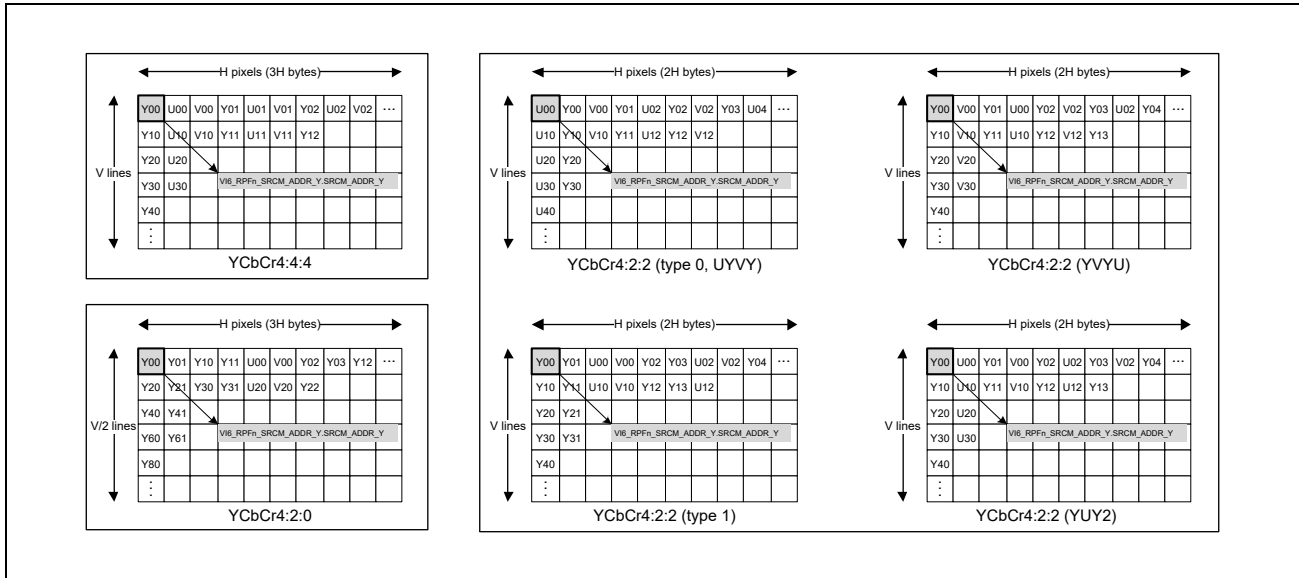 H pixels (3H bytes)
V lines
Y00 U00 V00 Y01 U01 V01 Y02 U02 V02 ...
Y10 U10 V10 Y11 U11 V11 Y12
Y20 U20
VI6_RPFn_SRCM_ADDR_Y.SRCM_ADDR_Y
Y30 U30
Y40
⋮
YCbCr4:4:4
H pixels (2H bytes)
V lines
U00 Y00 V00 Y01 U02 Y02 V02 Y03 U04 ...
U10 Y10 V10 Y11 U12 Y12 V12
U20 Y20
VI6_RPFn_SRCM_ADDR_Y.SRCM_ADDR_Y
U30 Y30
U40
⋮
YCbCr4:2:2 (type 0, UYVY)
H pixels (2H bytes)
V lines
Y00 V00 Y01 U00 Y02 V02 Y03 U02 Y04 ...
Y10 V10 Y11 U10 Y12 V12 Y13
Y20 V20
VI6_RPFn_SRCM_ADDR_Y.SRCM_ADDR_Y
Y30 V30
Y40
⋮
YCbCr4:2:2 (YVYU)
H pixels (3H bytes)
V/2 lines
Y00 Y01 Y10 Y11 U00 V00 Y02 Y03 Y12 ...
Y20 Y21 Y30 Y31 U20 V20 Y22
Y40 Y41
VI6_RPFn_SRCM_ADDR_Y.SRCM_ADDR_Y
Y60 Y61
Y80
⋮
YCbCr4:2:0
H pixels (2H bytes)
V lines
Y00 Y01 U00 V00 Y02 Y03 U02 V02 Y04 ...
Y10 Y11 U10 V10 Y12 Y13 U12
Y20 Y21
VI6_RPFn_SRCM_ADDR_Y.SRCM_ADDR_Y
Y30 Y31
Y40
⋮
YCbCr4:2:2 (type 1)
H pixels (2H bytes)
V lines
Y00 U00 Y01 V00 Y02 U02 Y03 V02 Y04 ...
Y10 U10 Y11 V10 Y12 U12 Y13
Y20 U20
VI6_RPFn_SRCM_ADDR_Y.SRCM_ADDR_Y
Y30 U30
Y40
⋮
YCbCr4:2:2 (YUY2)